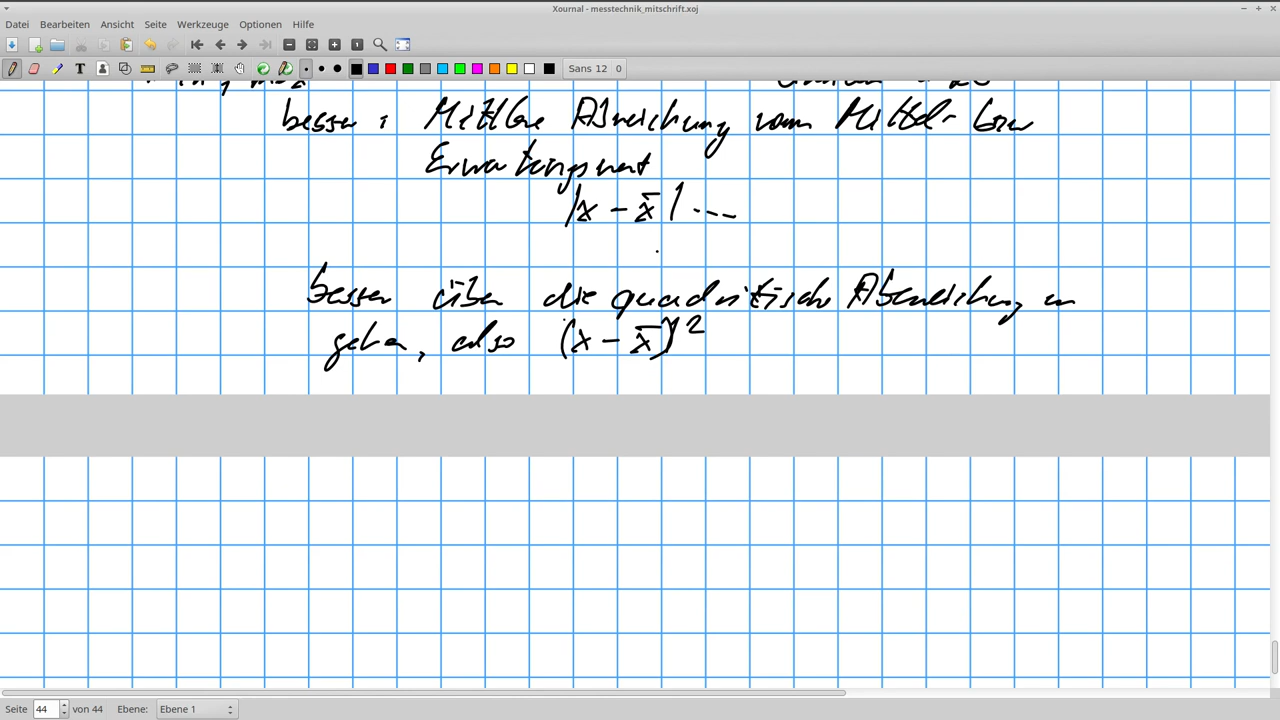 Xournal - messtechnik_mitschrift.xoj
Datei Bearbeiten Ansicht Seite Werkzeuge Optionen Hilfe
Sans 12 0
besser : Mittlere Abweichung vom Mittel- bzw
Erwartungswert
|x - x̄| ---
besser über die quadratische Abweichung zu
gehen, also (x - x̄)²
Seite 44 von 44 Ebene: Ebene 1